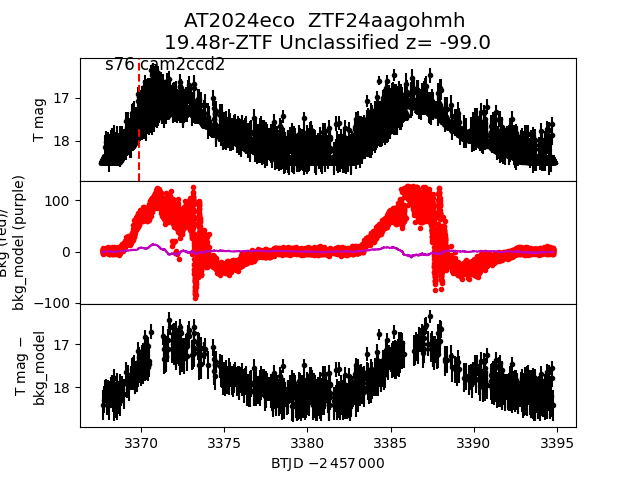 AT2024eco  ZTF24aagohmh
19.48r-ZTF Unclassified z= -99.0
s76 cam2ccd2
T mag
17
18
Bkg (red)/
bkg_model (purple)
100
0
−100
T mag −
bkg_model
17
18
3370 3375 3380 3385 3390 3395
BTJD −2 457 000